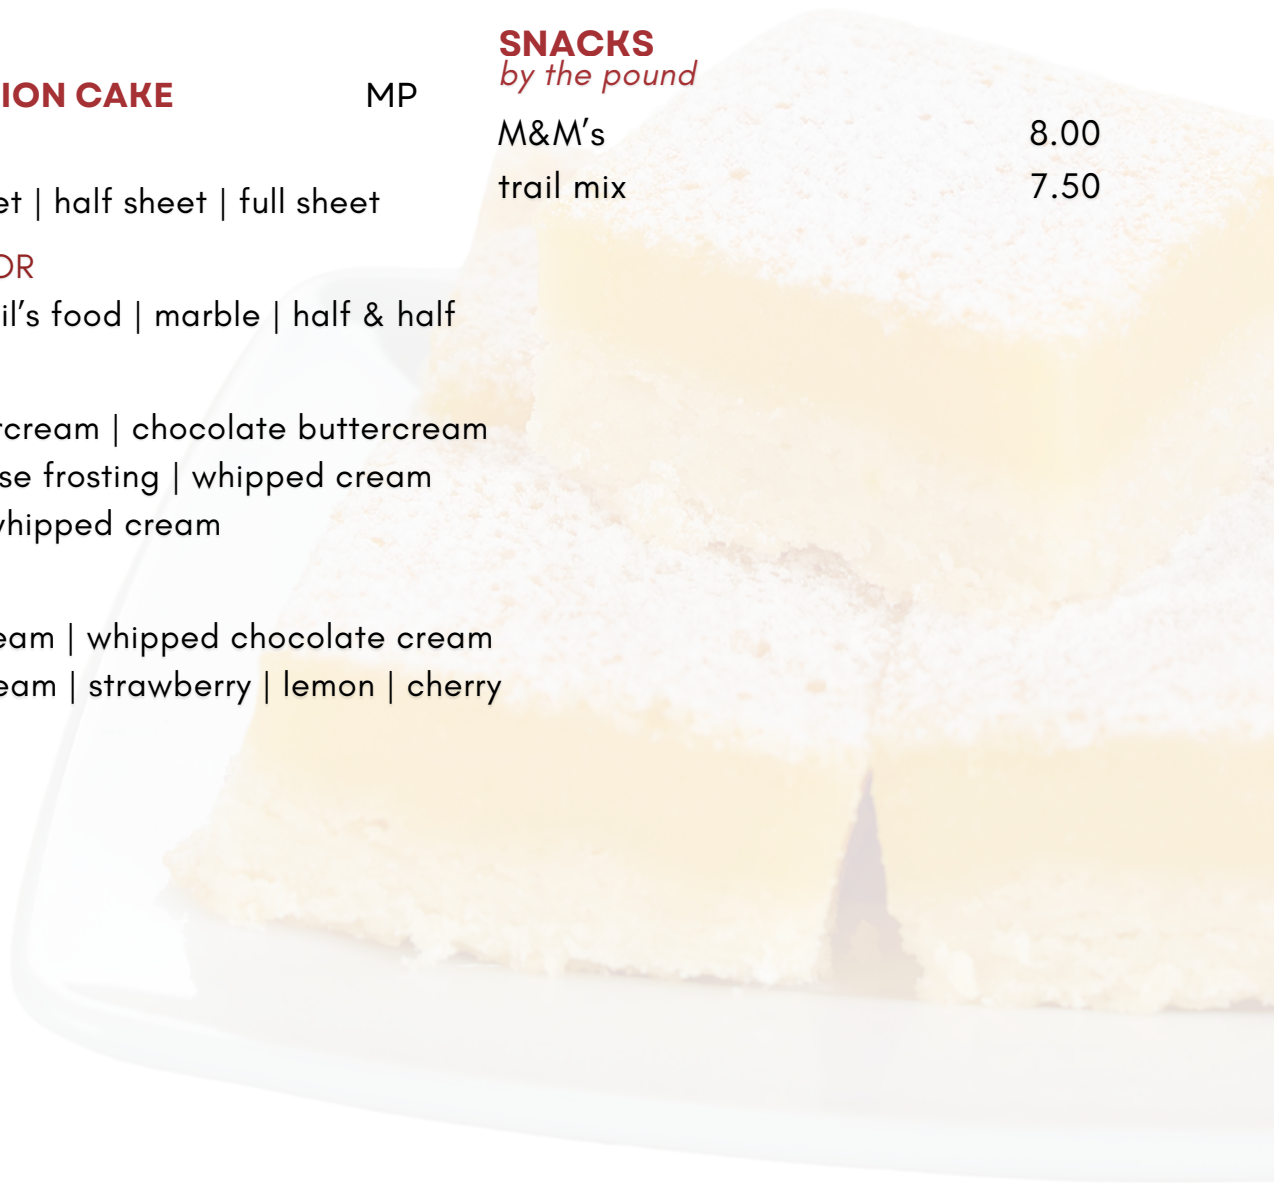 ION CAKE MP
et | half sheet | full sheet
OR
il's food | marble | half & half
rcream | chocolate buttercream
se frosting | whipped cream
whipped cream
eam | whipped chocolate cream
eam | strawberry | lemon | cherry
SNACKS
by the pound
M&M's 8.00
trail mix 7.50